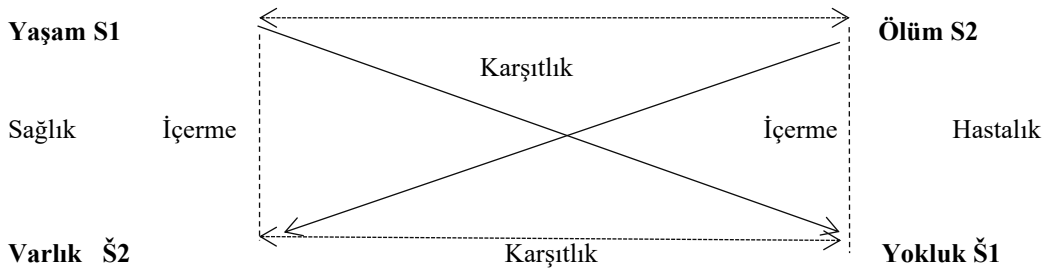 Yaşam S1 Ölüm S2
Karşıtlık
Sağlık İçerme İçerme Hastalık
Varlık Š2 Karşıtlık Yokluk Š1